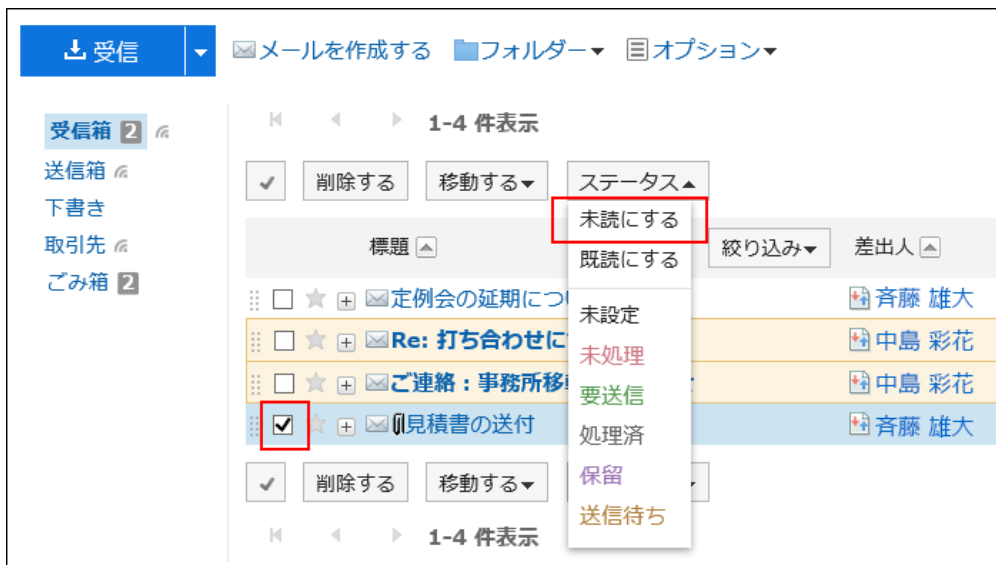 受信 メールを作成する フォルダー オプション
受信箱 2
送信箱
下書き
取引先
ごみ箱 2
1-4 件表示
削除する 移動する ステータス
未読にする
既読にする
未設定
未処理
要送信
処理済
保留
送信待ち
標題 絞り込み 差出人
定例会の延期につ 斉藤 雄大
Re: 打ち合わせに 中島 彩花
ご連絡：事務所移 中島 彩花
見積書の送付 斉藤 雄大
削除する 移動する
1-4 件表示